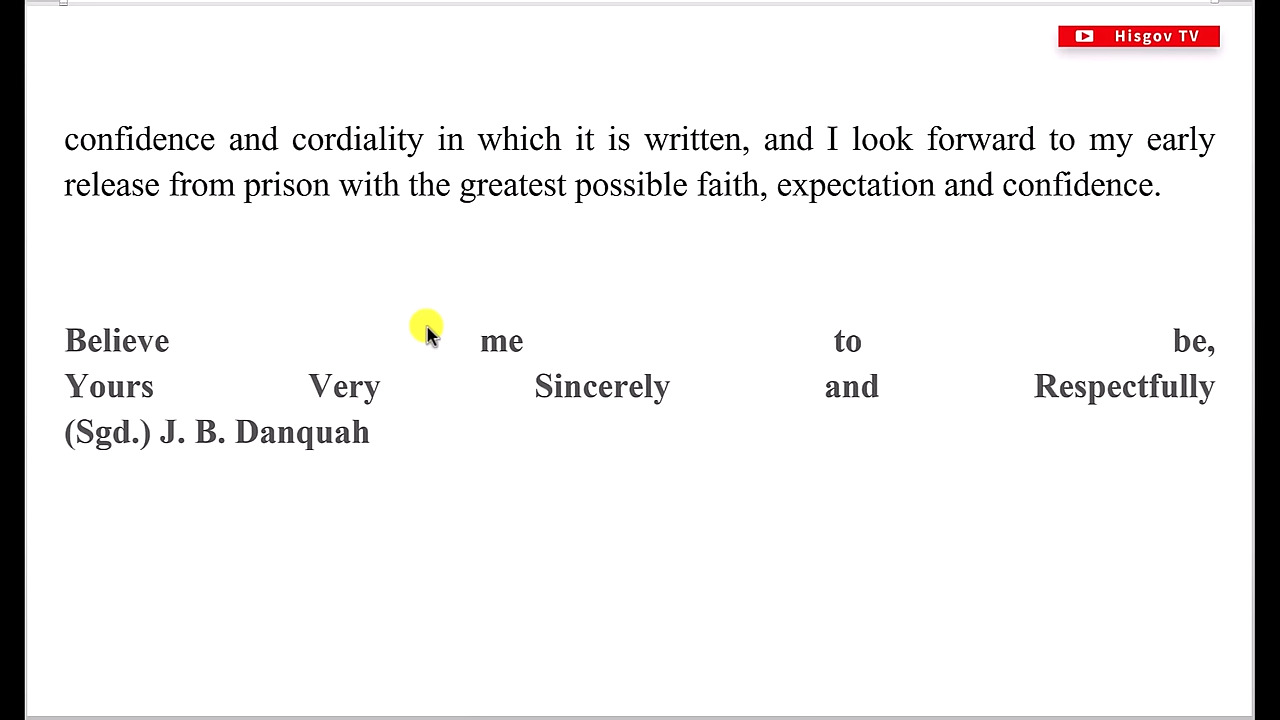 Hisgov TV
confidence and cordiality in which it is written, and I look forward to my early
release from prison with the greatest possible faith, expectation and confidence.
Believe me to be,
Yours Very Sincerely and Respectfully
(Sgd.) J. B. Danquah